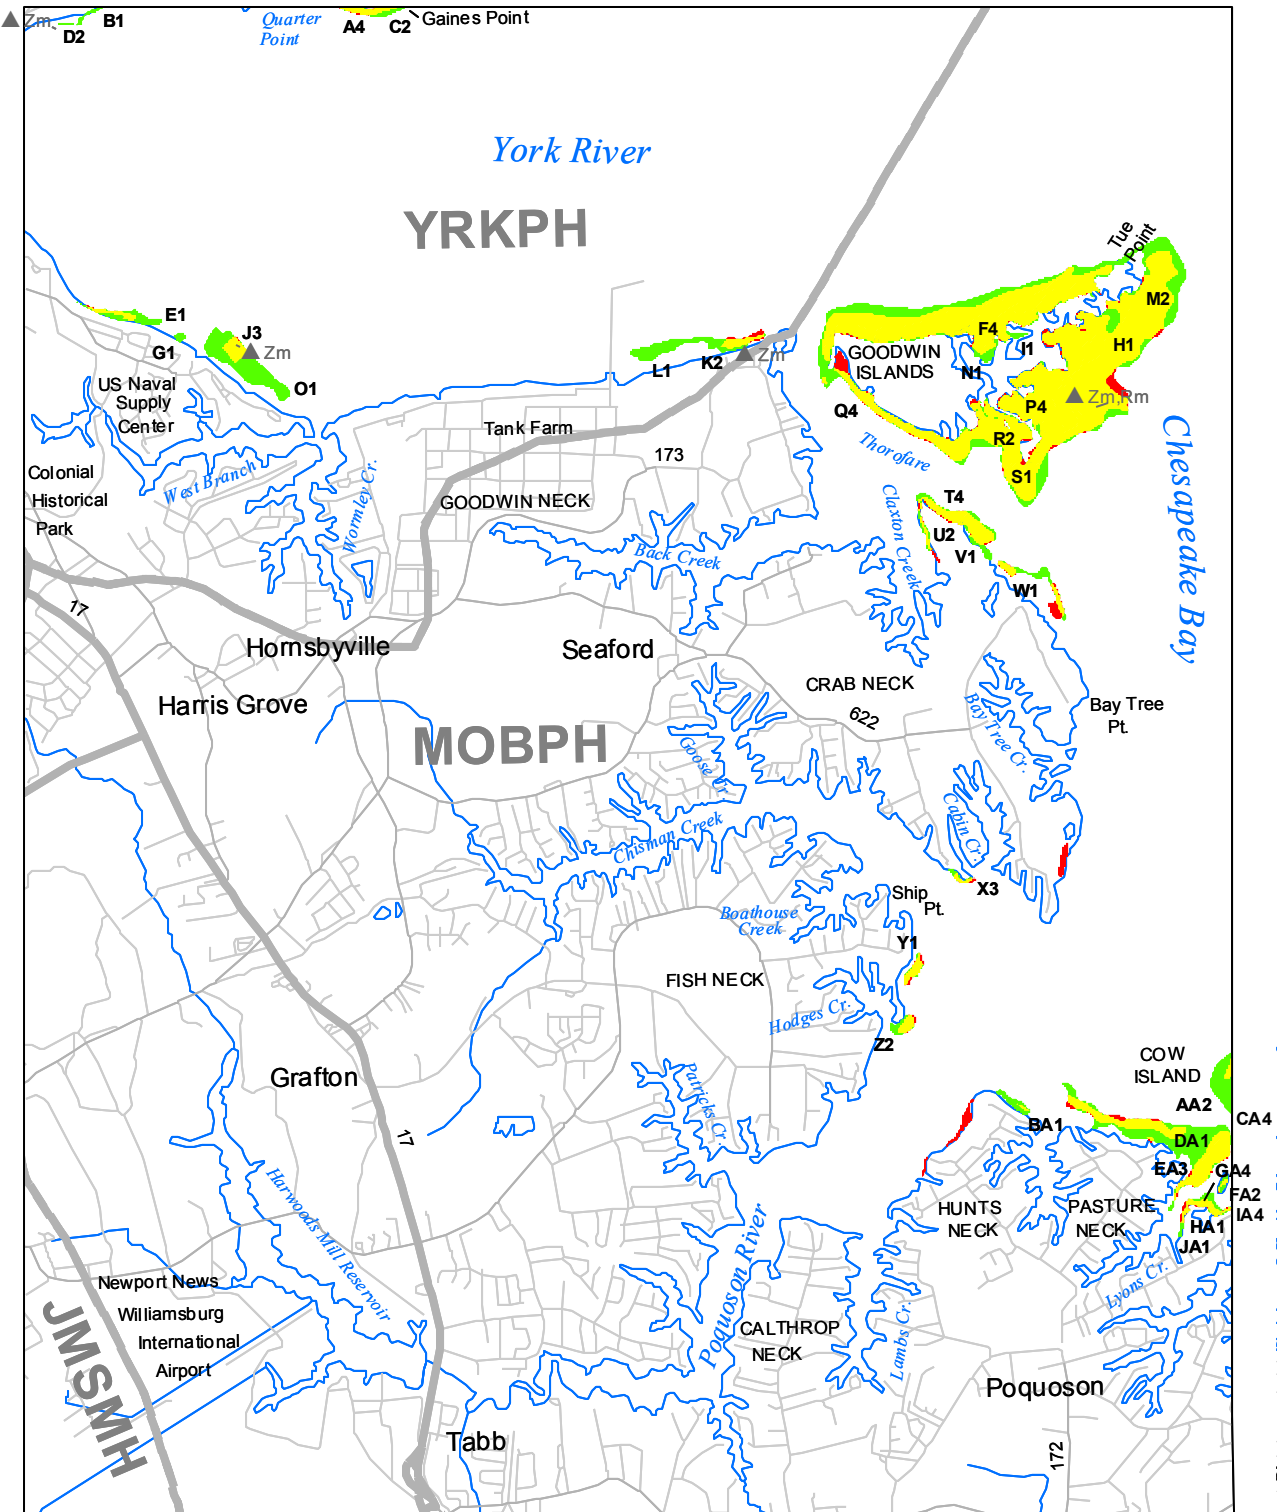 Zm
D2
B1
Quarter
Point
A4
C2
Gaines Point
York River
YRKPH
Tue
Point
M2
E1
G1
J3
Zm
O1
L1
K2
Zm
F4
I1
H1
N1
GOODWIN
ISLANDS
Zm,Rm
P4
Q4
R2
S1
Thorofare
US Naval
Supply
Center
Tank Farm
173
Colonial
Historical
Park
West Branch
Wormley Cr.
GOODWIN NECK
Back Creek
Claxton Creek
T4
U2
V1
W1
Chesapeake Bay
17
Hornsbyville
Seaford
CRAB NECK
622
Harris Grove
MOBPH
Bay Tree
Pt.
Bay Tree Cr.
Goose Cr.
Chisman Creek
Cabin Cr.
X3
Ship
Pt.
Boathouse
Creek
Y1
FISH NECK
Hodges Cr.
Z2
Grafton
Patricks Cr.
17
COW
ISLAND
AA2
CA4
BA1
DA1
EA3
GA4
FA2
IA4
HA1
JA1
HUNTS
NECK
PASTURE
NECK
Lyons Cr.
Harwoods Mill Reservoir
Poquoson River
Newport News
Williamsburg
International
Airport
JMSMH
CALTHROP
NECK
Lambs Cr.
Poquoson
Tabb
172